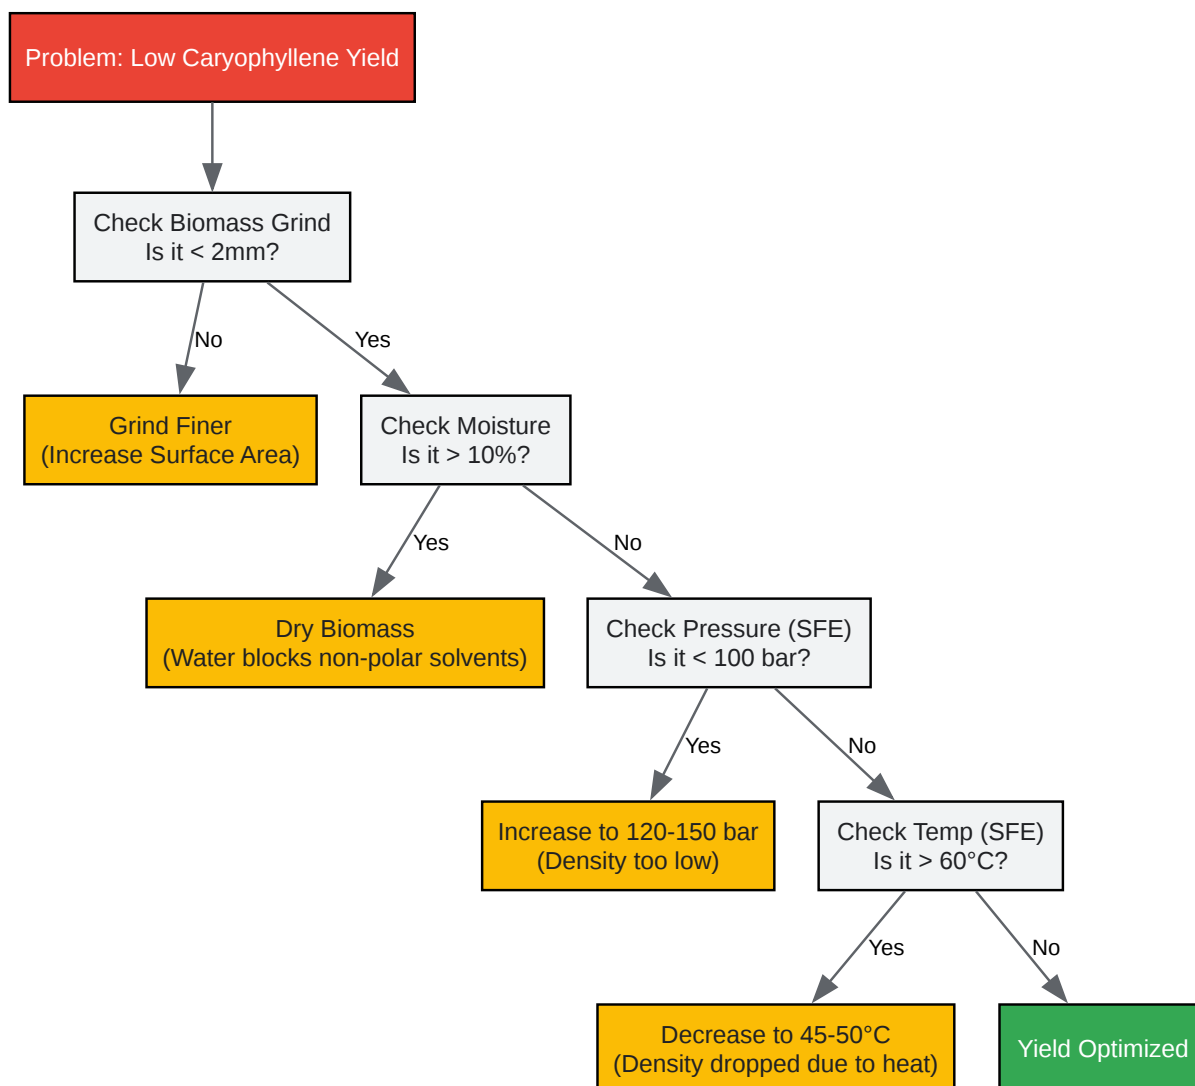 Problem: Low Caryophyllene Yield
Check Biomass Grind
Is it < 2mm?
No
Yes
Grind Finer
(Increase Surface Area)
Check Moisture
Is it > 10%?
Yes
No
Dry Biomass
(Water blocks non-polar solvents)
Check Pressure (SFE)
Is it < 100 bar?
Yes
No
Increase to 120-150 bar
(Density too low)
Check Temp (SFE)
Is it > 60°C?
Yes
No
Decrease to 45-50°C
(Density dropped due to heat)
Yield Optimized